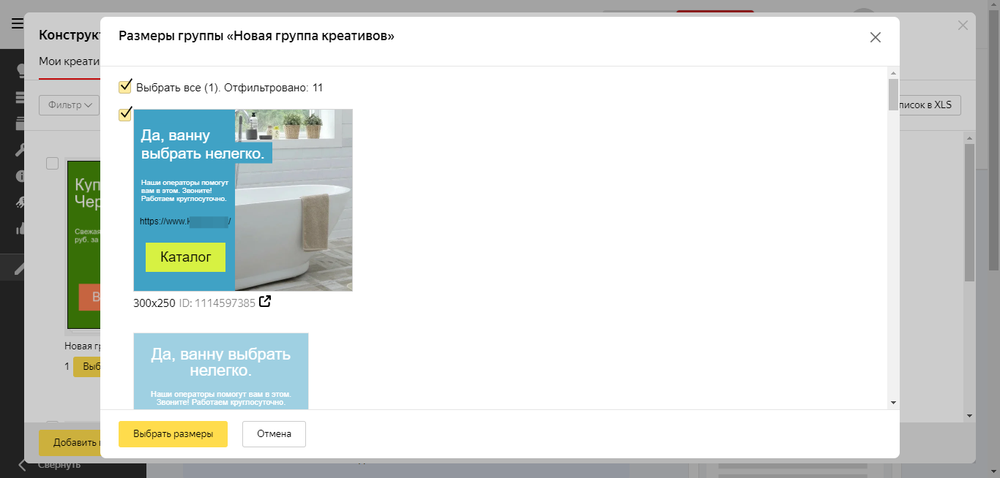 Конструк
Размеры группы «Новая группа креативов»
Мои креати
Фильтр
Выбрать все (1). Отфильтровано: 11
писок в XLS
Да, ванну
выбрать нелегко.
Наши операторы помогут
вам в этом. Звоните!
Работаем круглосуточно.
https://www.k /
Каталог
300x250 ID: 1114597385
Куп
Чер
Свежая
руб. за
В
Новая гр
1 Выб
Да, ванну выбрать
нелегко.
Наши операторы помогут вам в этом.
Звоните! Работаем круглосуточно.
Выбрать размеры
Отмена
Добавить
Свернуть